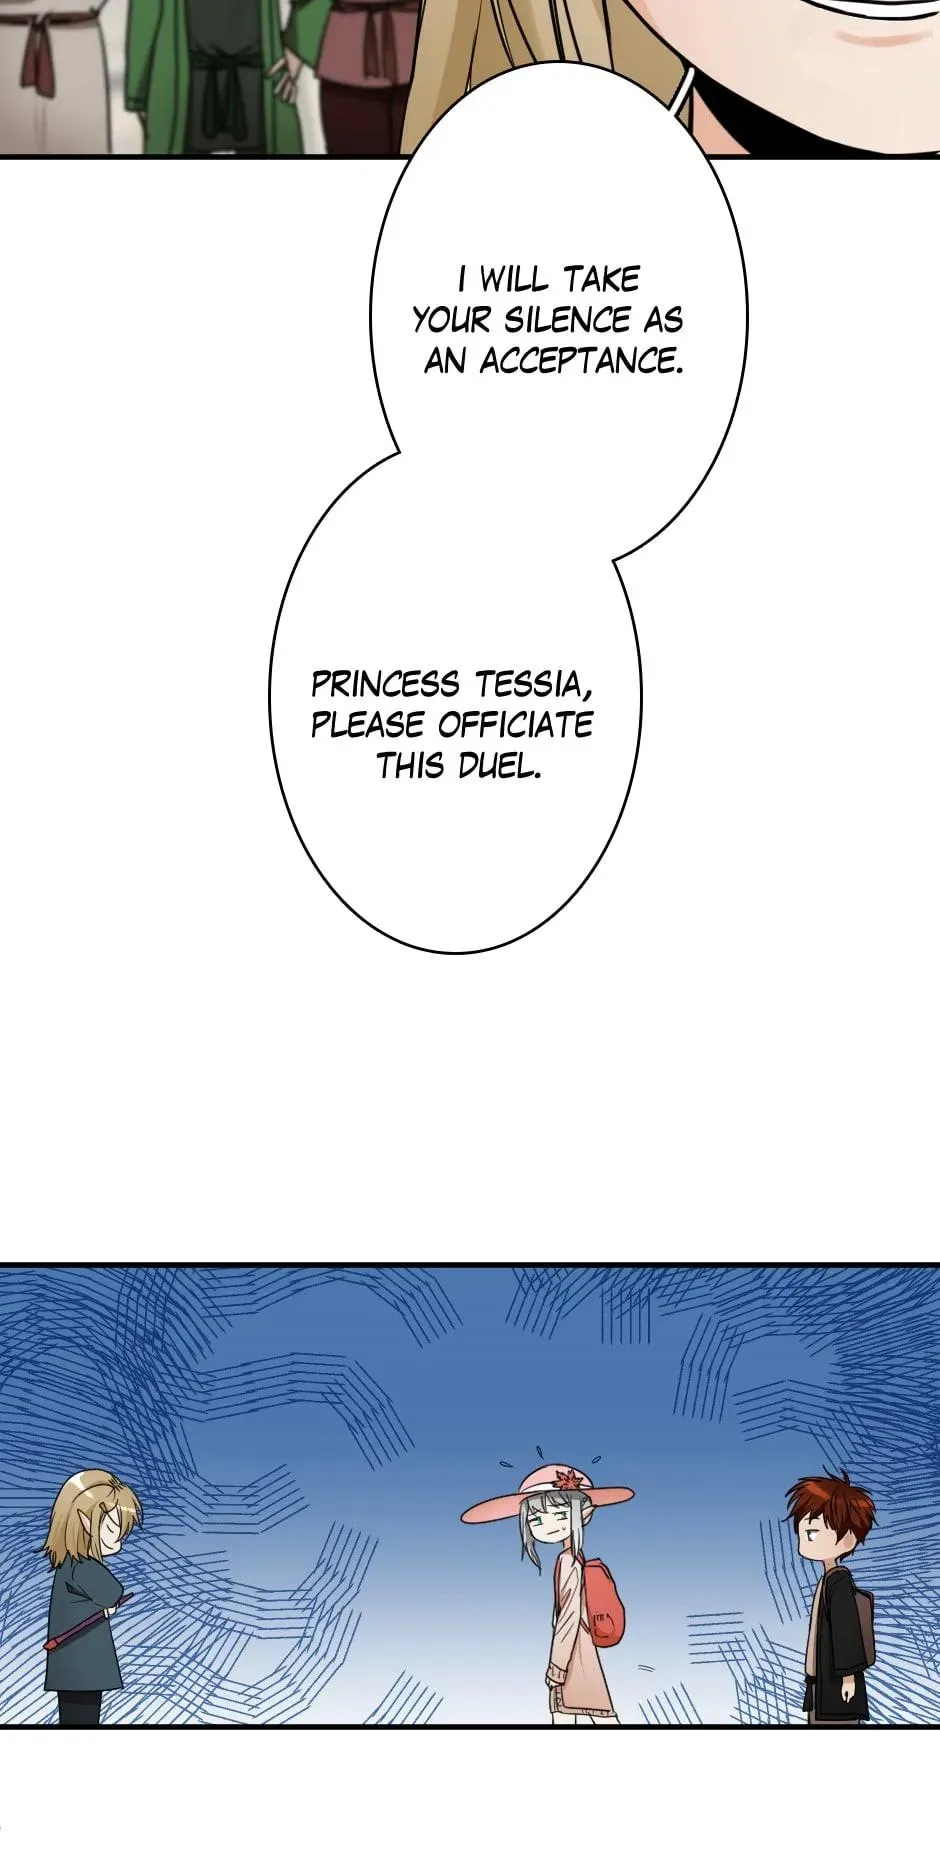 I WILL TAKE
YOUR SILENCE AS
AN ACCEPTANCE.
PRINCESS TESSIA,
PLEASE OFFICIATE
THIS DUEL.